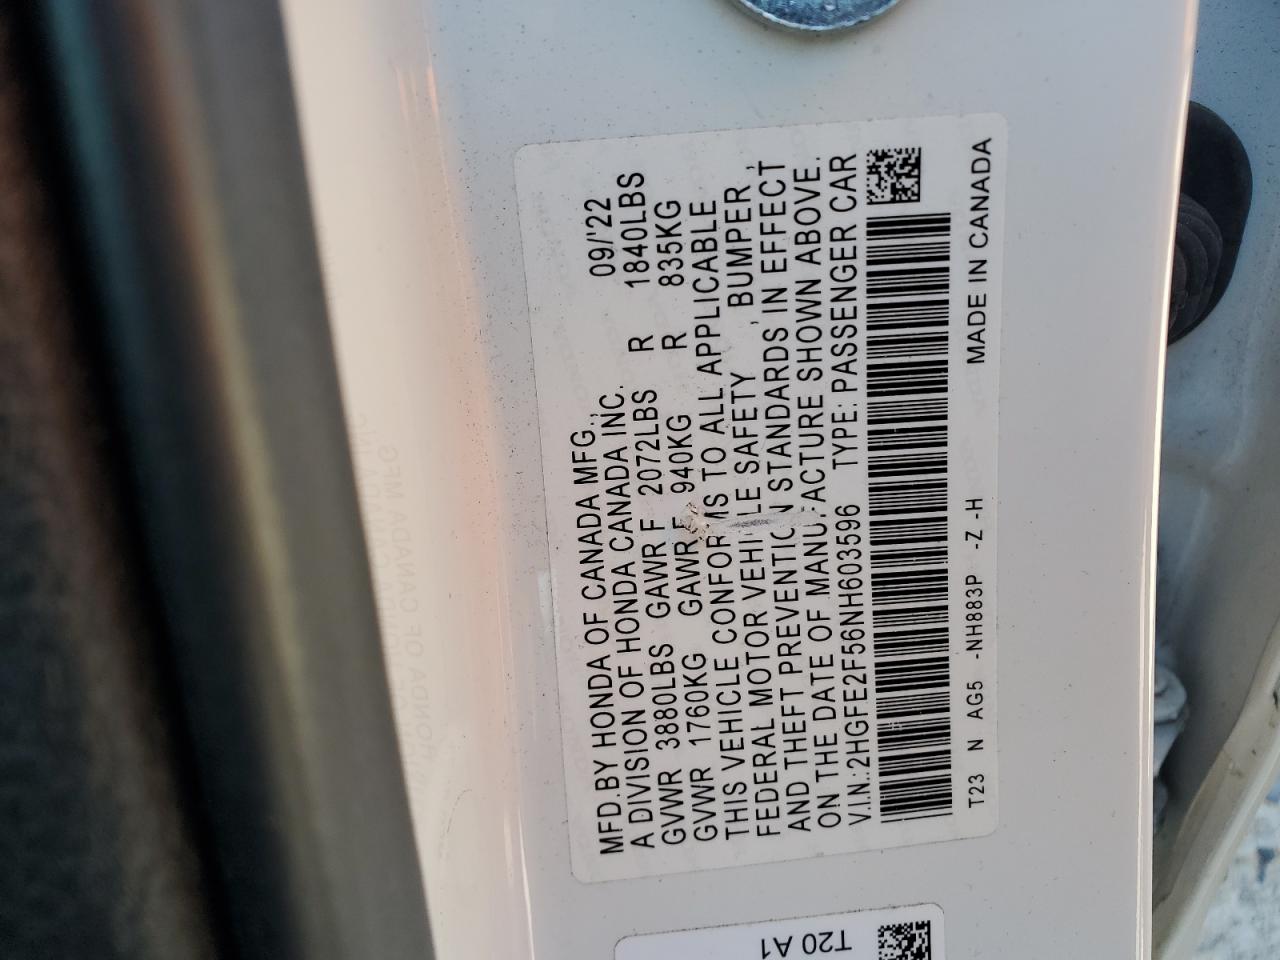 MFD.BY HONDA OF CANADA MFG., 09/'22
A DIVISION OF HONDA CANADA INC.
GVWR 3880LBS GAWR F 2072LBS R 1840LBS
GVWR 1760KG GAWR F 940KG R 835KG
THIS VEHICLE CONFORMS TO ALL APPLICABLE
FEDERAL MOTOR VEHICLE SAFETY , BUMPER ,
AND THEFT PREVENTION STANDARDS IN EFFECT
ON THE DATE OF MANUFACTURE SHOWN ABOVE.
V.I.N.: 2HGFE2F56NH603596 TYPE: PASSENGER CAR
T23 N AG5 -NH883P -Z -H MADE IN CANADA
T20 A1